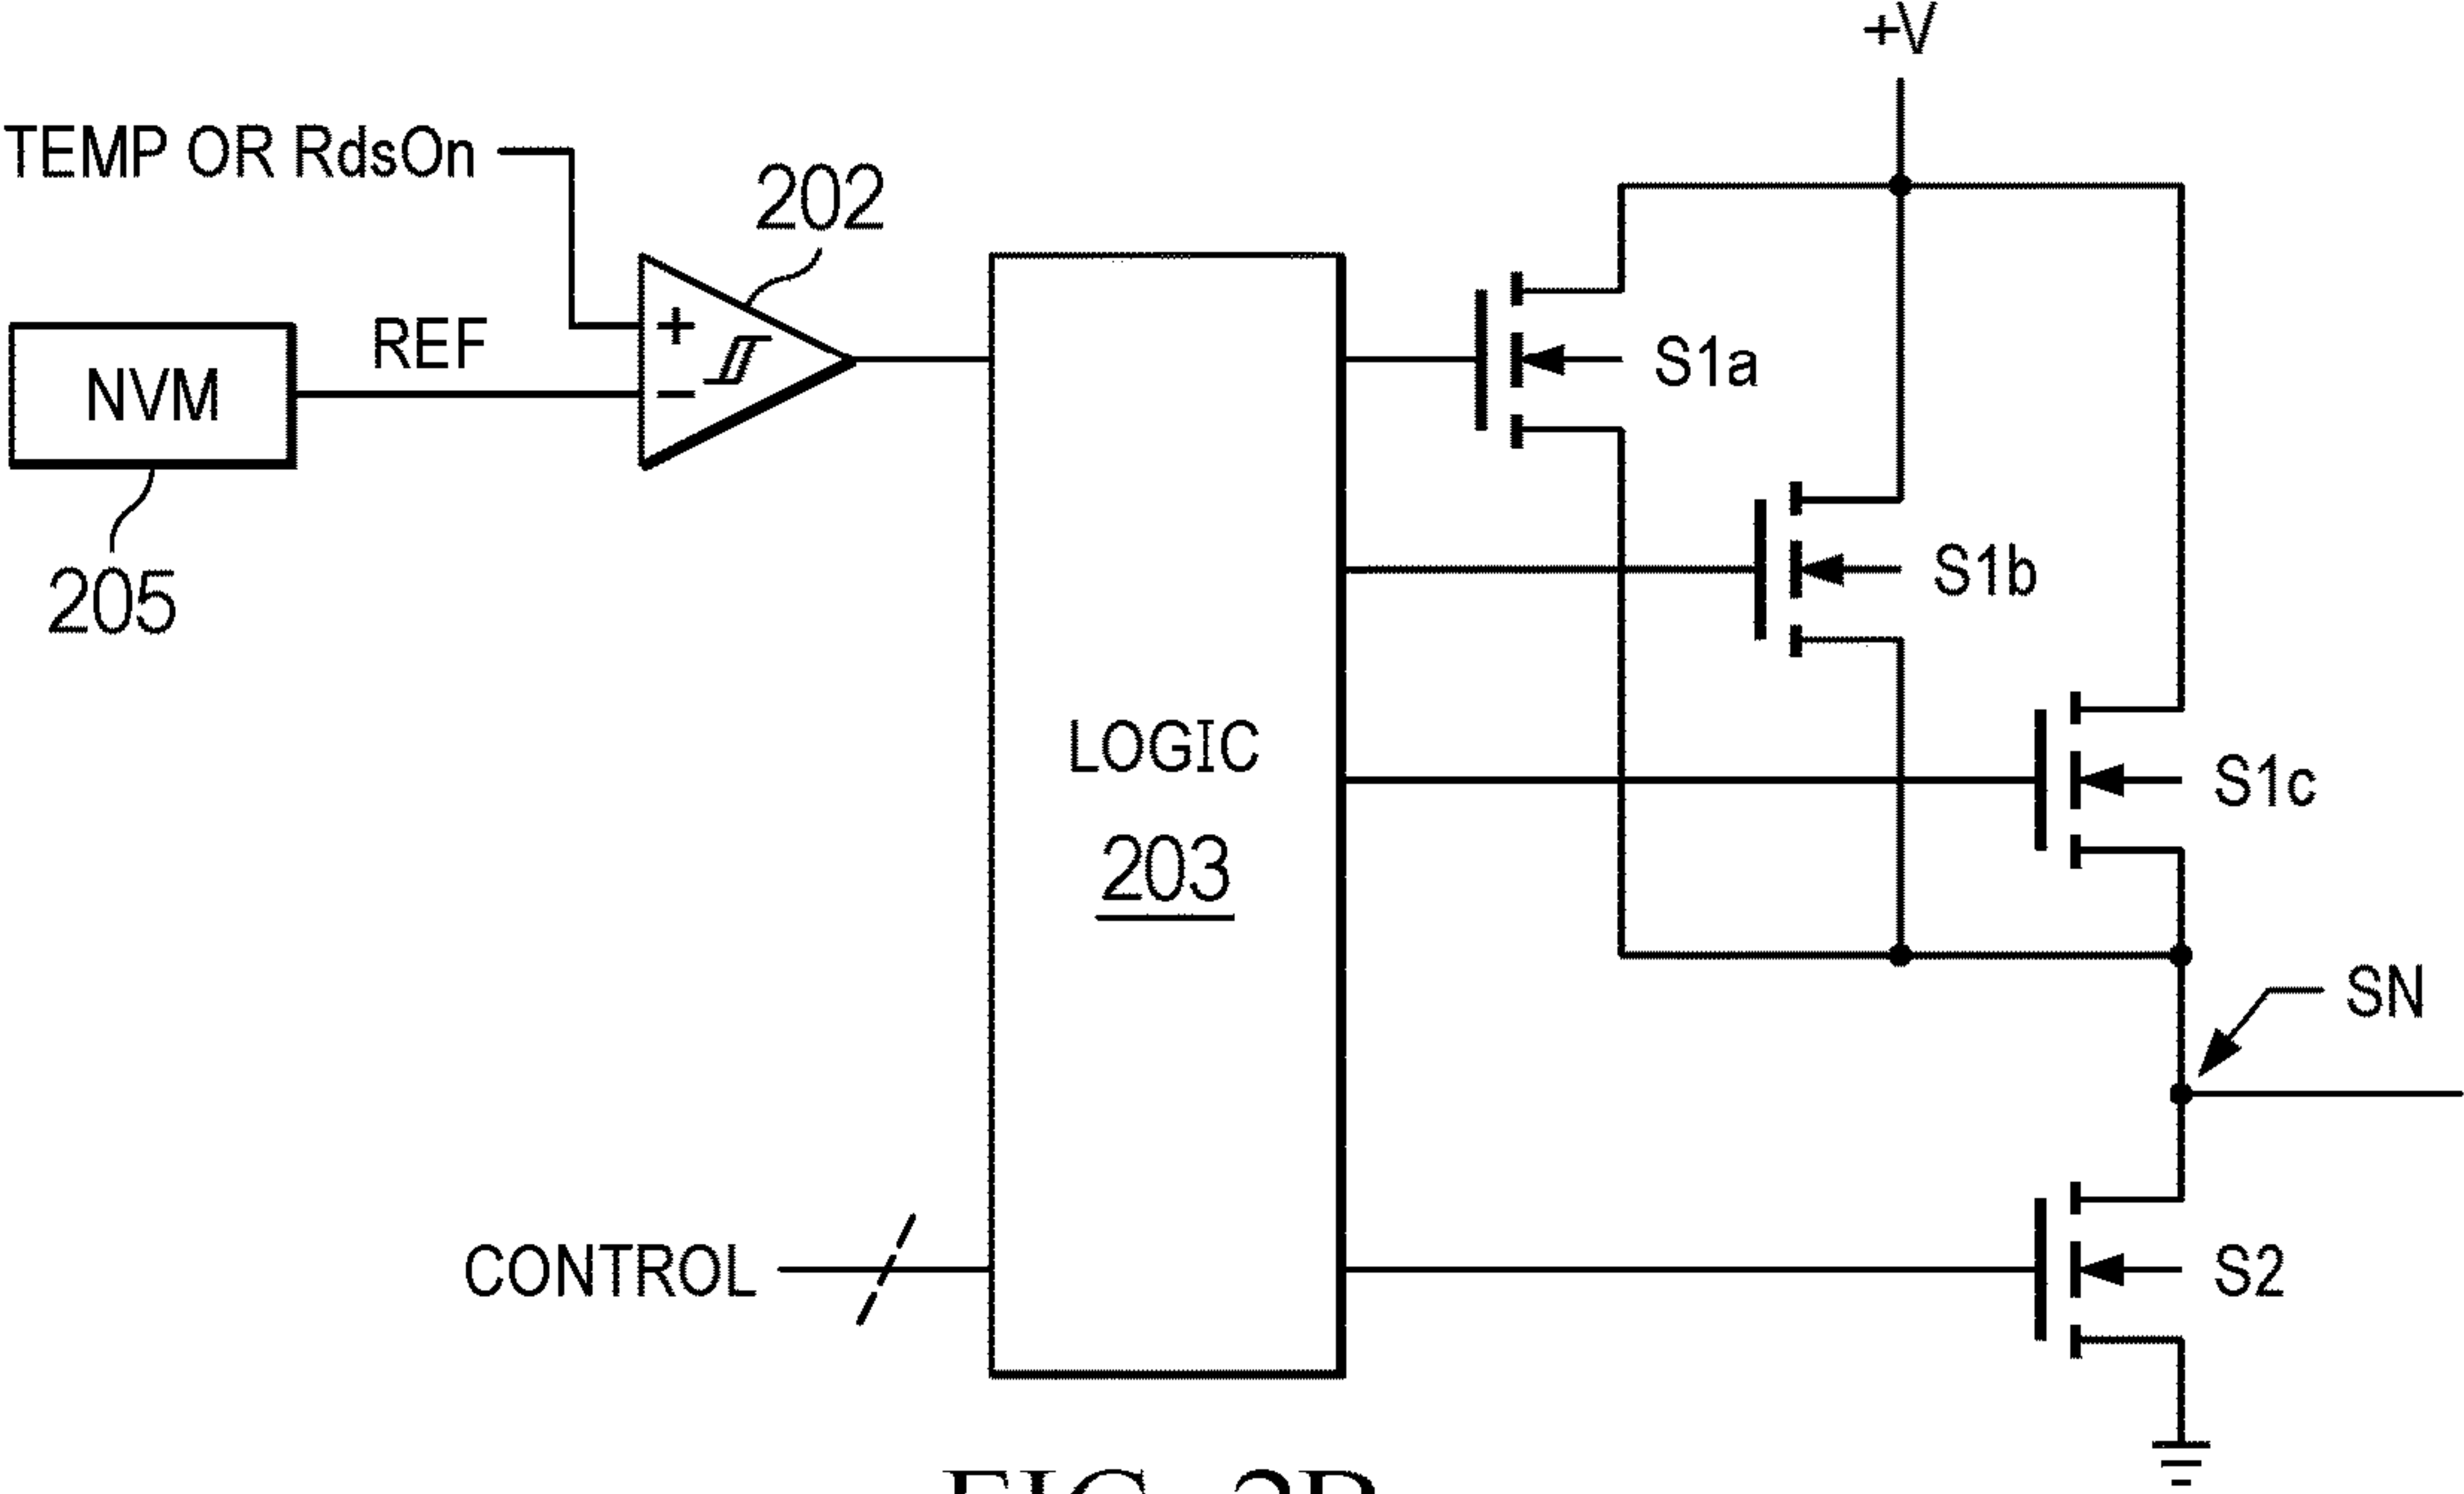 +V
TEMP OR RdsOn
202
REF
+
NVM
−
S1a
205
S1b
LOGIC
203
S1c
SN
CONTROL
S2